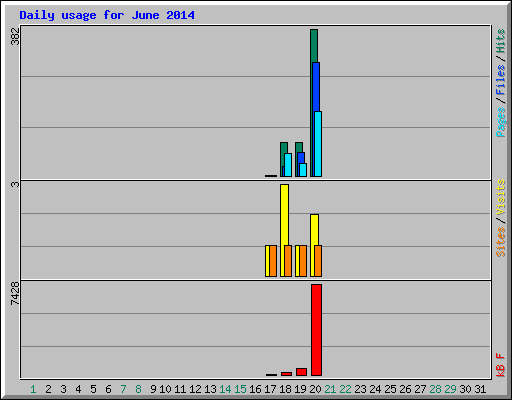 Daily usage for June 2014
382
Pages/Files/Hits
3
Sites/Visits
7428
kB F
1 2 3 4 5 6 7 8 9 10 11 12 13 14 15 16 17 18 19 20 21 22 23 24 25 26 27 28 29 30 31